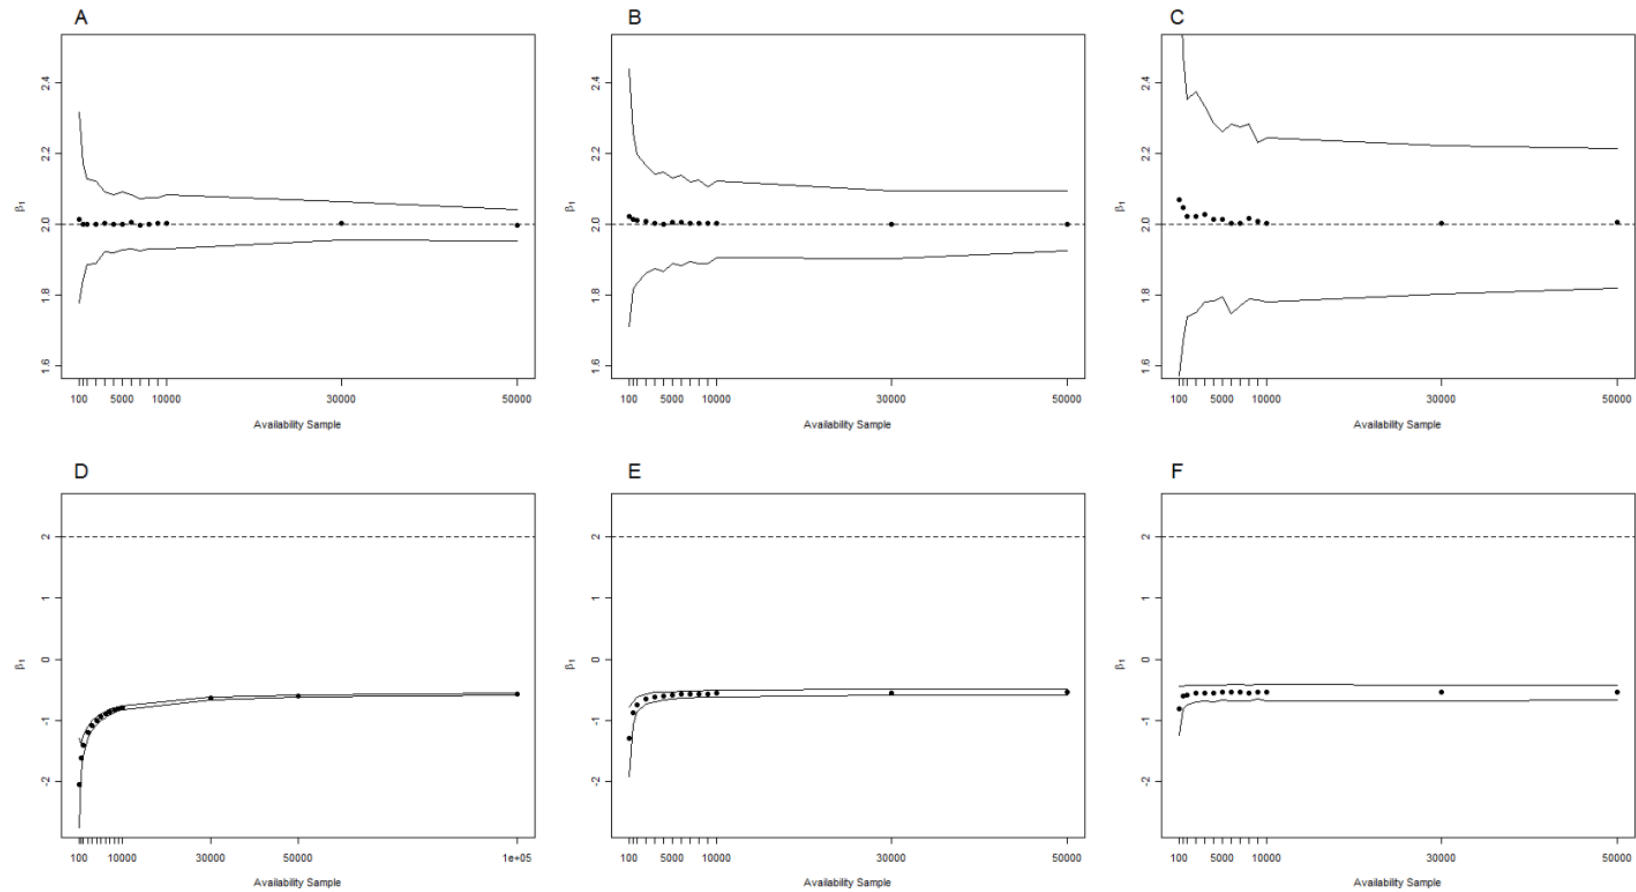 A
B
C
β1
2.4
2.2
2.0
1.8
1.6
100 5000 10000 30000 50000
Availability Sample
β1
2.4
2.2
2.0
1.8
1.6
100 5000 10000 30000 50000
Availability Sample
β1
2.4
2.2
2.0
1.8
1.6
100 5000 10000 30000 50000
Availability Sample
D
E
F
β1
2
1
0
-1
-2
100 10000 30000 50000 1e+05
Availability Sample
β1
2
1
0
-1
-2
100 5000 10000 30000 50000
Availability Sample
β1
2
1
0
-1
-2
100 5000 10000 30000 50000
Availability Sample